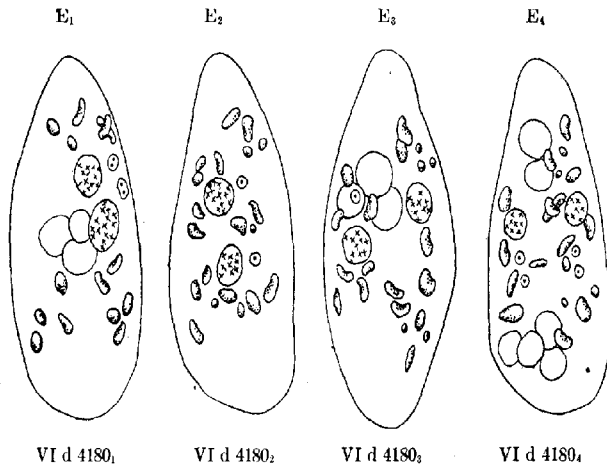 E₁ E₂ E₃ E₄
VI d 4180₁ VI d 4180₂ VI d 4180₃ VI d 4180₄